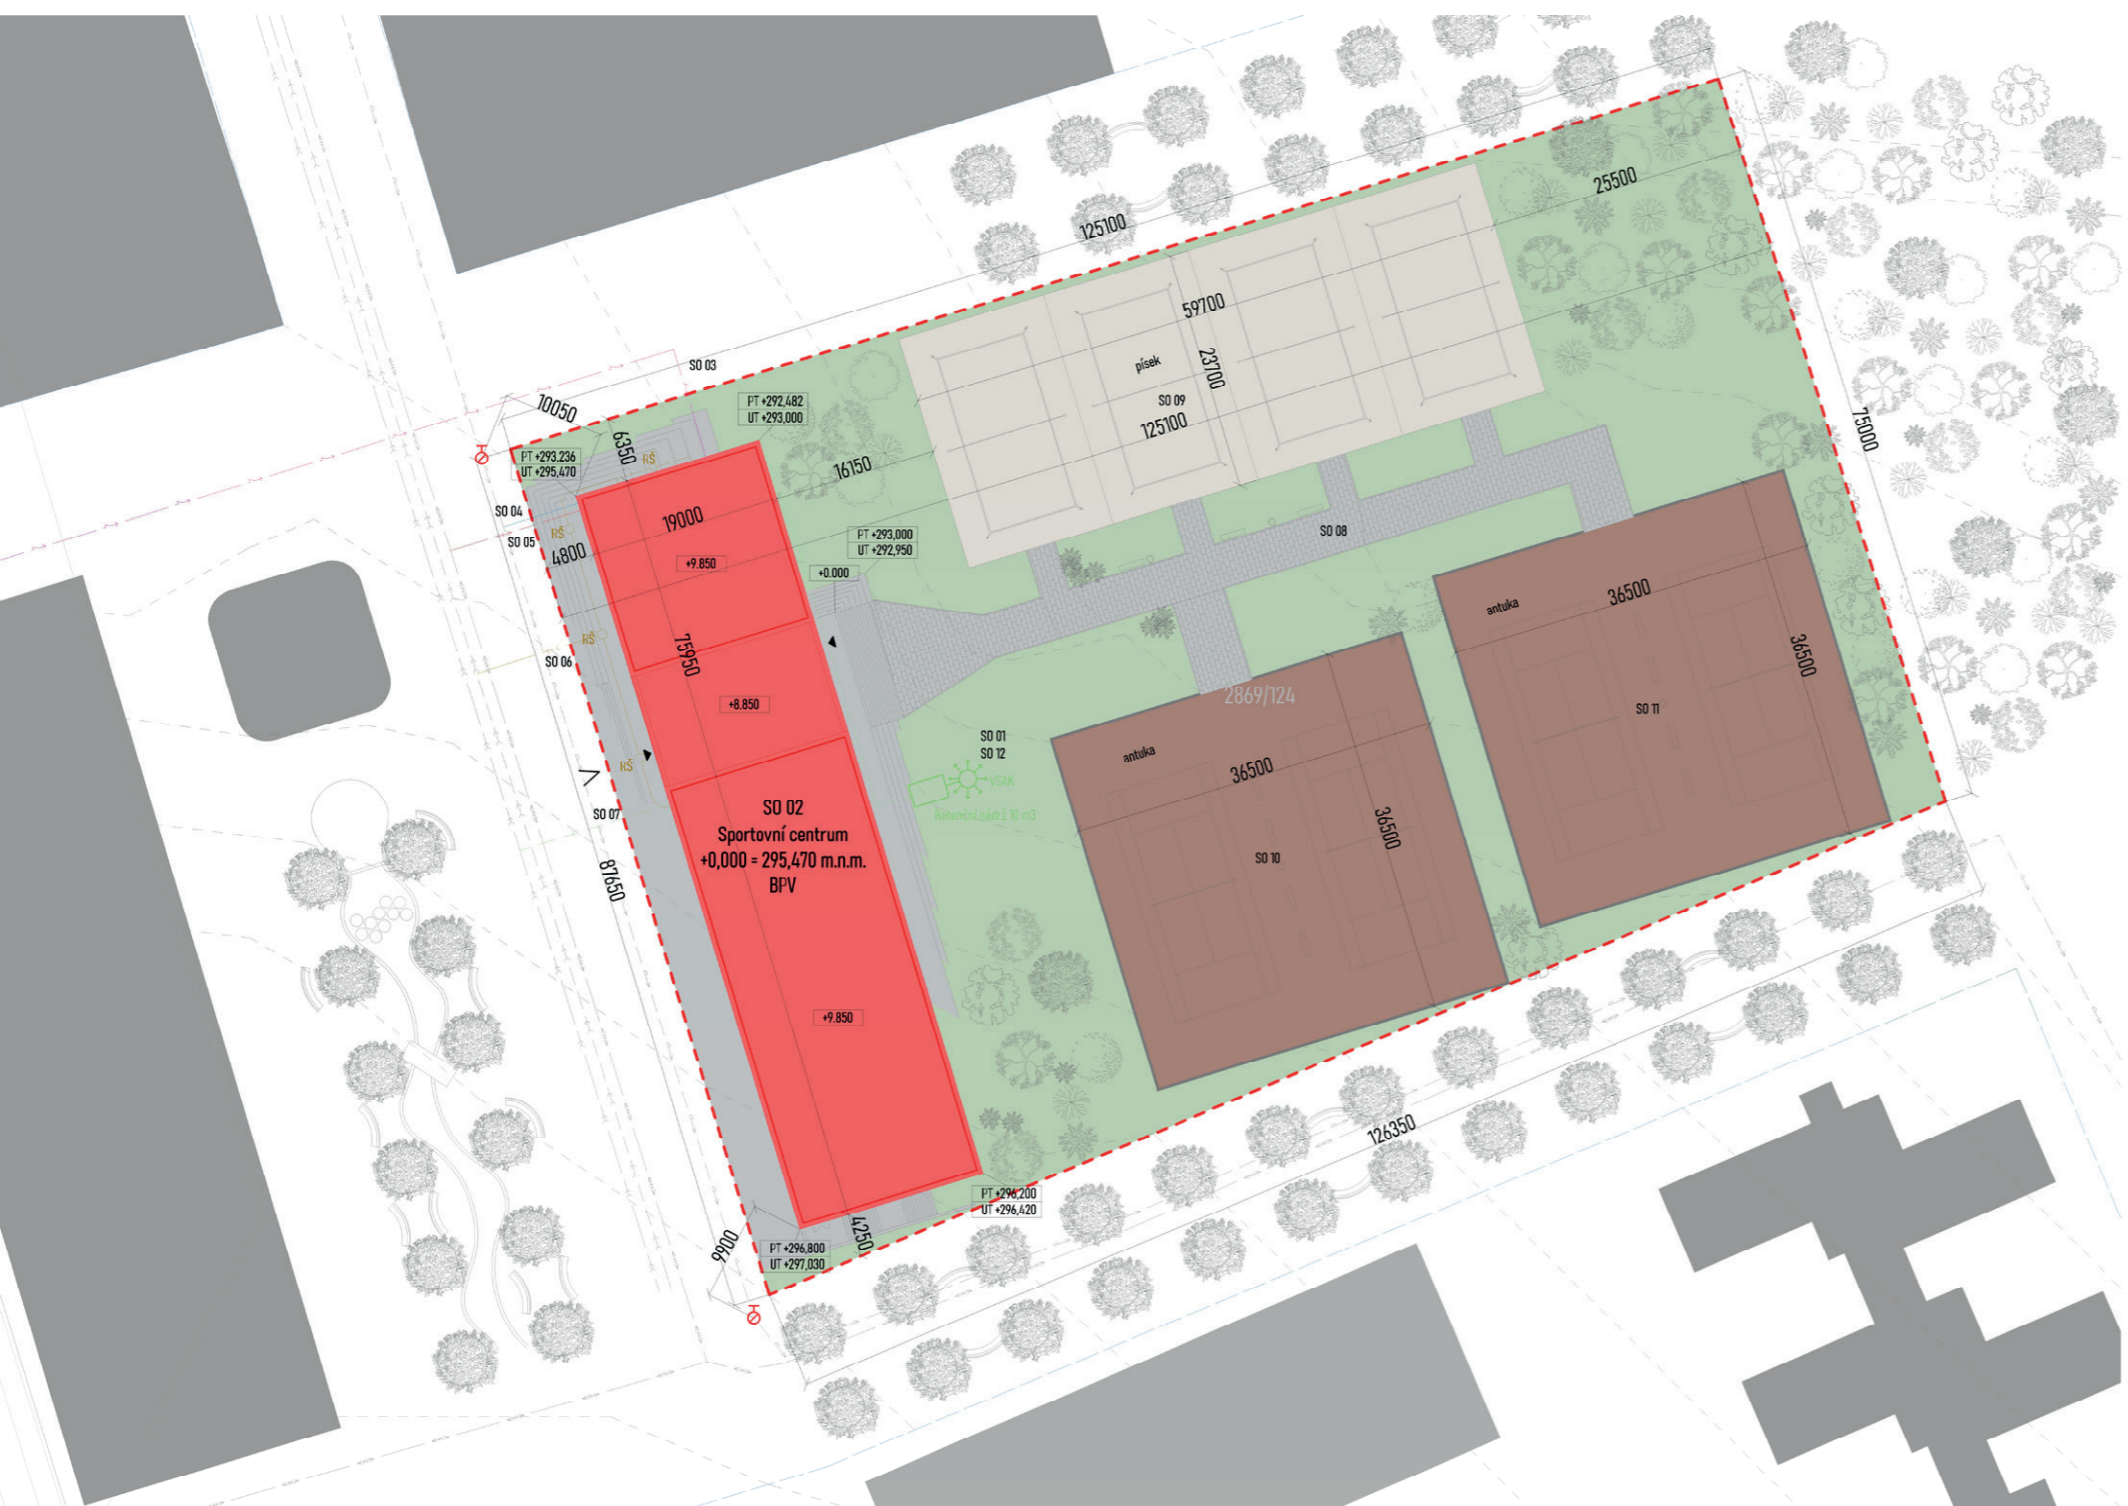 25500
125100
59700
SO 03
písek
23700
SO 09
125100
10050
PT +292,482
UT +293,000
6350
RŠ
PT +293,236
UT +295,470
16150
75000
SO 04
19000
RŠ
SO 05
4800
+9.850
PT +293,000
UT +292,950
+0.000
SO 08
36500
antuka
RŠ
75950
SO 06
36500
2869/124
+8.850
SO 11
SO 01
SO 12
antuka
36500
RŠ
VSAK
Retenční nádrž 10 m3
SO 07
SO 02
Sportovní centrum
+0,000 = 295,470 m.n.m.
BPV
36500
SO 10
87650
+9.850
126350
PT +296,200
UT +296,420
4250
9900
PT +296,800
UT +297,030